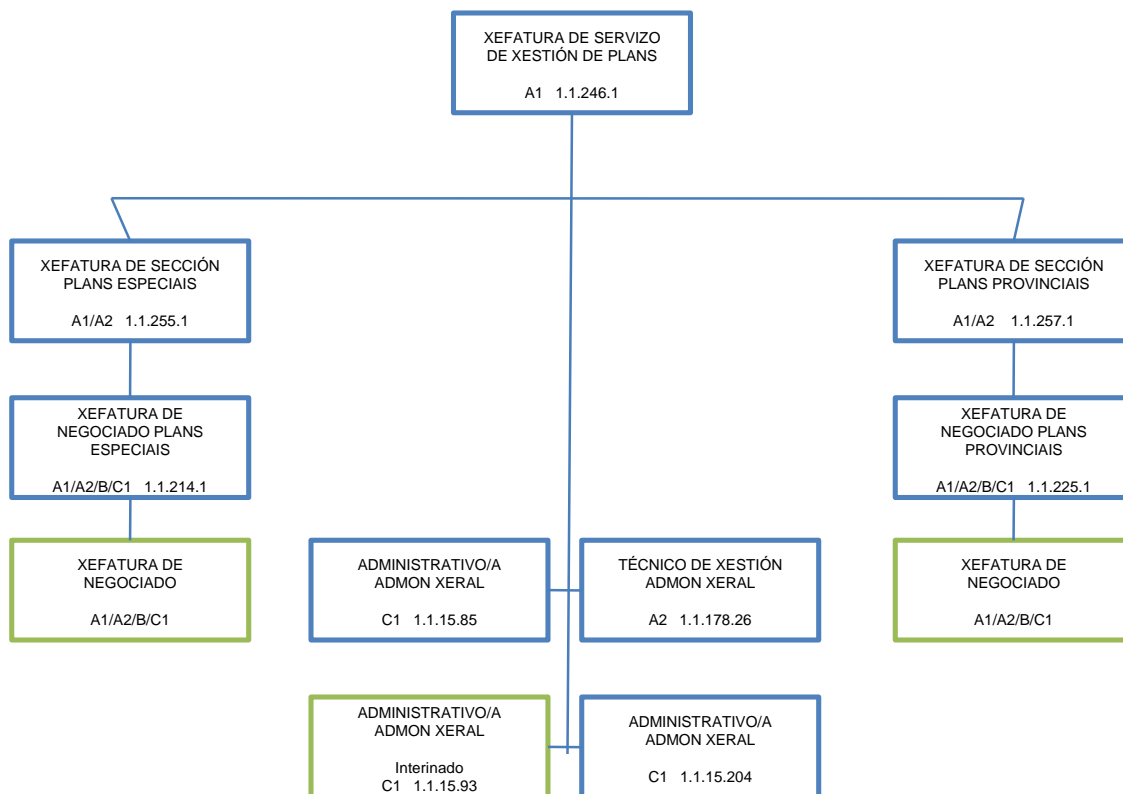 XEFATURA DE SERVIZO
DE XESTIÓN DE PLANS
A1 1.1.246.1
XEFATURA DE SECCIÓN
PLANS ESPECIAIS
A1/A2 1.1.255.1
XEFATURA DE SECCIÓN
PLANS PROVINCIAIS
A1/A2 1.1.257.1
XEFATURA DE
NEGOCIADO PLANS
ESPECIAIS
A1/A2/B/C1 1.1.214.1
XEFATURA DE
NEGOCIADO PLANS
PROVINCIAIS
A1/A2/B/C1 1.1.225.1
XEFATURA DE
NEGOCIADO
A1/A2/B/C1
ADMINISTRATIVO/A
ADMON XERAL
C1 1.1.15.85
TÉCNICO DE XESTIÓN
ADMON XERAL
A2 1.1.178.26
XEFATURA DE
NEGOCIADO
A1/A2/B/C1
ADMINISTRATIVO/A
ADMON XERAL
Interinado
C1 1.1.15.93
ADMINISTRATIVO/A
ADMON XERAL
C1 1.1.15.204